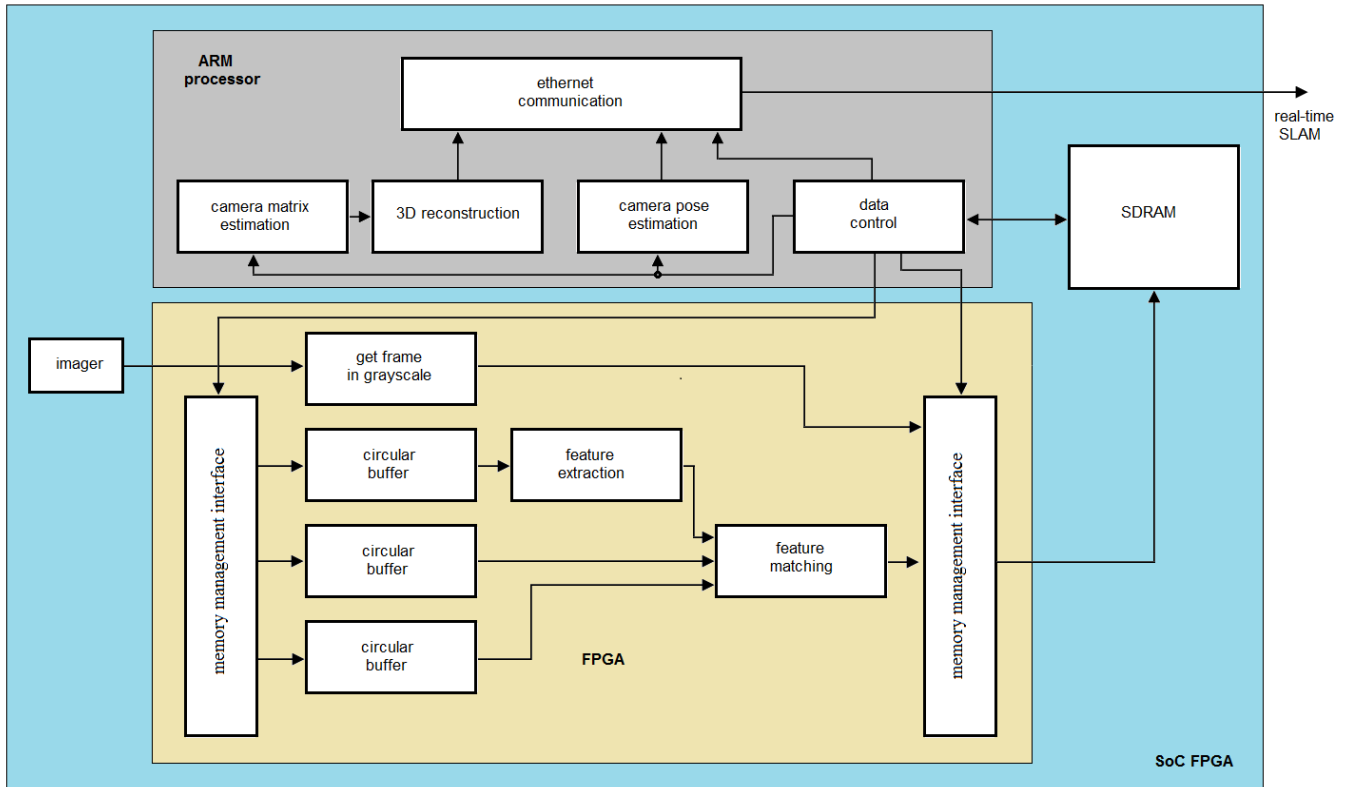 ARM
processor
ethernet
communication
real-time
SLAM
camera matrix
estimation
3D reconstruction
camera pose
estimation
data
control
SDRAM
imager
get frame
in grayscale
memory management interface
circular
buffer
feature
extraction
circular
buffer
feature
matching
circular
buffer
memory management interface
FPGA
SoC FPGA